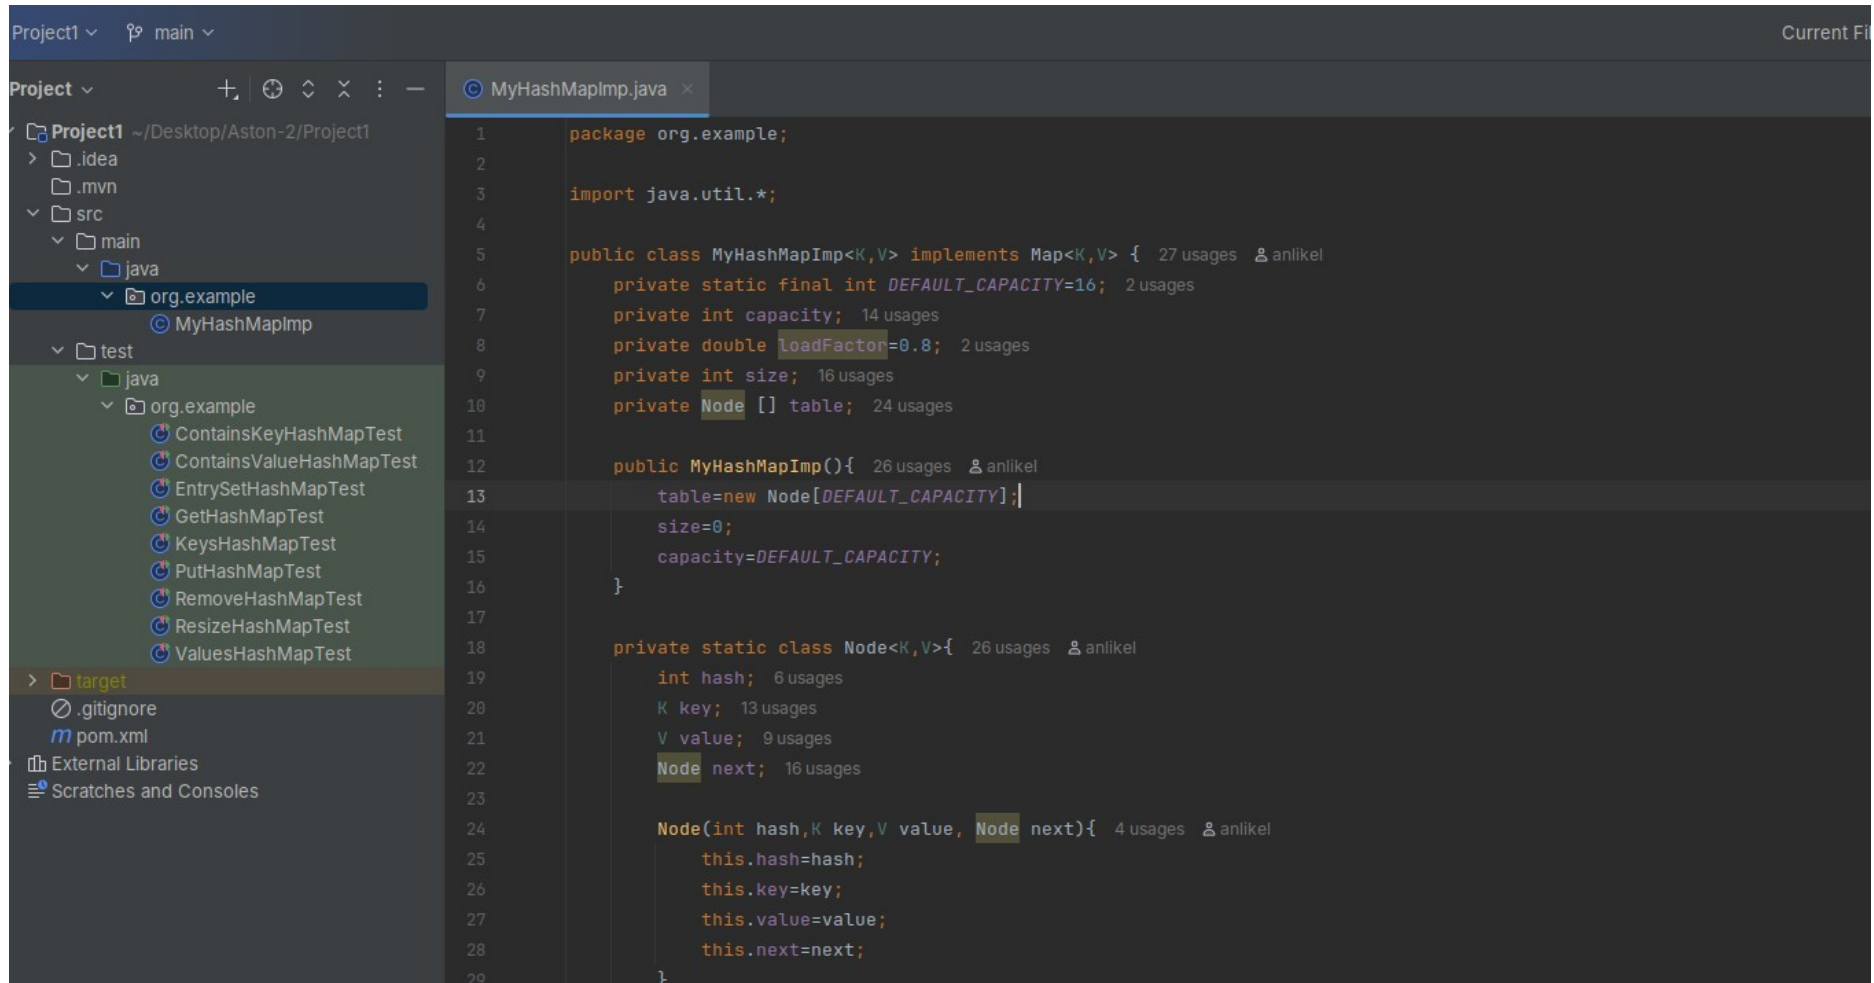 Project1 main Current Fil
Project
Project1 ~/Desktop/Aston-2/Project1
.idea
.mvn
src
main
java
org.example
MyHashMapImp
test
java
org.example
ContainsKeyHashMapTest
ContainsValueHashMapTest
EntrySetHashMapTest
GetHashMapTest
KeysHashMapTest
PutHashMapTest
RemoveHashMapTest
ResizeHashMapTest
ValuesHashMapTest
target
.gitignore
m pom.xml
External Libraries
Scratches and Consoles
MyHashMapImp.java
1 package org.example;
2
3 import java.util.*;
4
5 public class MyHashMapImp<K,V> implements Map<K,V> { 27 usages anlikel
6 private static final int DEFAULT_CAPACITY=16; 2 usages
7 private int capacity; 14 usages
8 private double loadFactor=0.8; 2 usages
9 private int size; 16 usages
10 private Node [] table; 24 usages
11
12 public MyHashMapImp(){ 26 usages anlikel
13 table=new Node[DEFAULT_CAPACITY];
14 size=0;
15 capacity=DEFAULT_CAPACITY;
16 }
17
18 private static class Node<K,V>{ 26 usages anlikel
19 int hash; 6 usages
20 K key; 13 usages
21 V value; 9 usages
22 Node next; 16 usages
23
24 Node(int hash,K key,V value, Node next){ 4 usages anlikel
25 this.hash=hash;
26 this.key=key;
27 this.value=value;
28 this.next=next;
29 }